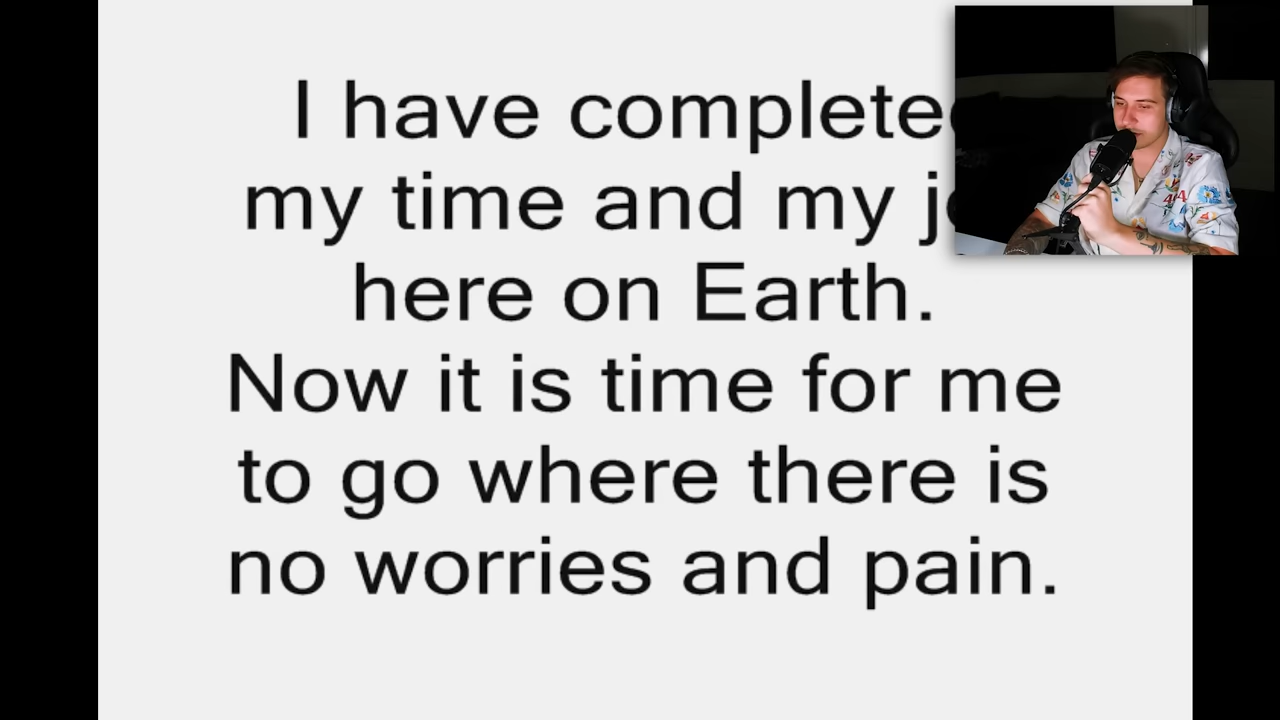 I have
my time and my
here on Earth.
Now it is time for me
to go where there is
no worries and pain.